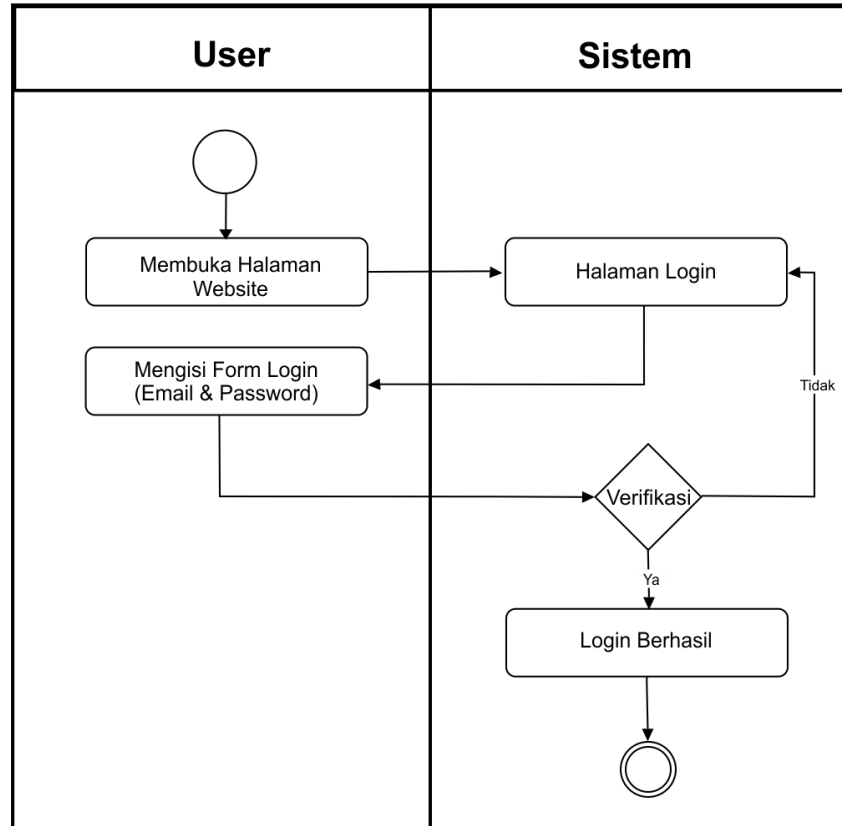 User
Sistem
Membuka Halaman
Website
Halaman Login
Mengisi Form Login
(Email & Password)
Tidak
Verifikasi
Ya
Login Berhasil